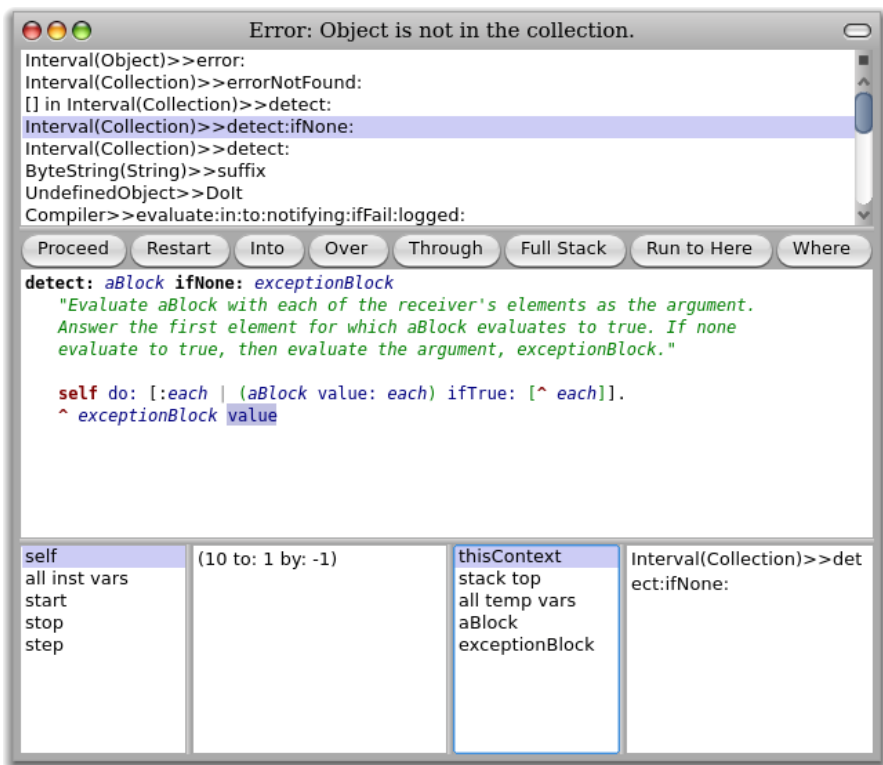 Error: Object is not in the collection.
Interval(Object)>>error:
Interval(Collection)>>errorNotFound:
[] in Interval(Collection)>>detect:
Interval(Collection)>>detect:ifNone:
Interval(Collection)>>detect:
ByteString(String)>>suffix
UndefinedObject>>DoIt
Compiler>>evaluate:in:to:notifying:ifFail:logged:
Proceed Restart Into Over Through Full Stack Run to Here Where
detect: aBlock ifNone: exceptionBlock
"Evaluate aBlock with each of the receiver's elements as the argument.
Answer the first element for which aBlock evaluates to true. If none
evaluate to true, then evaluate the argument, exceptionBlock."
self do: [:each | (aBlock value: each) ifTrue: [^ each]].
^ exceptionBlock value
self
all inst vars
start
stop
step
(10 to: 1 by: -1)
thisContext
stack top
all temp vars
aBlock
exceptionBlock
Interval(Collection)>>det
ect:ifNone: